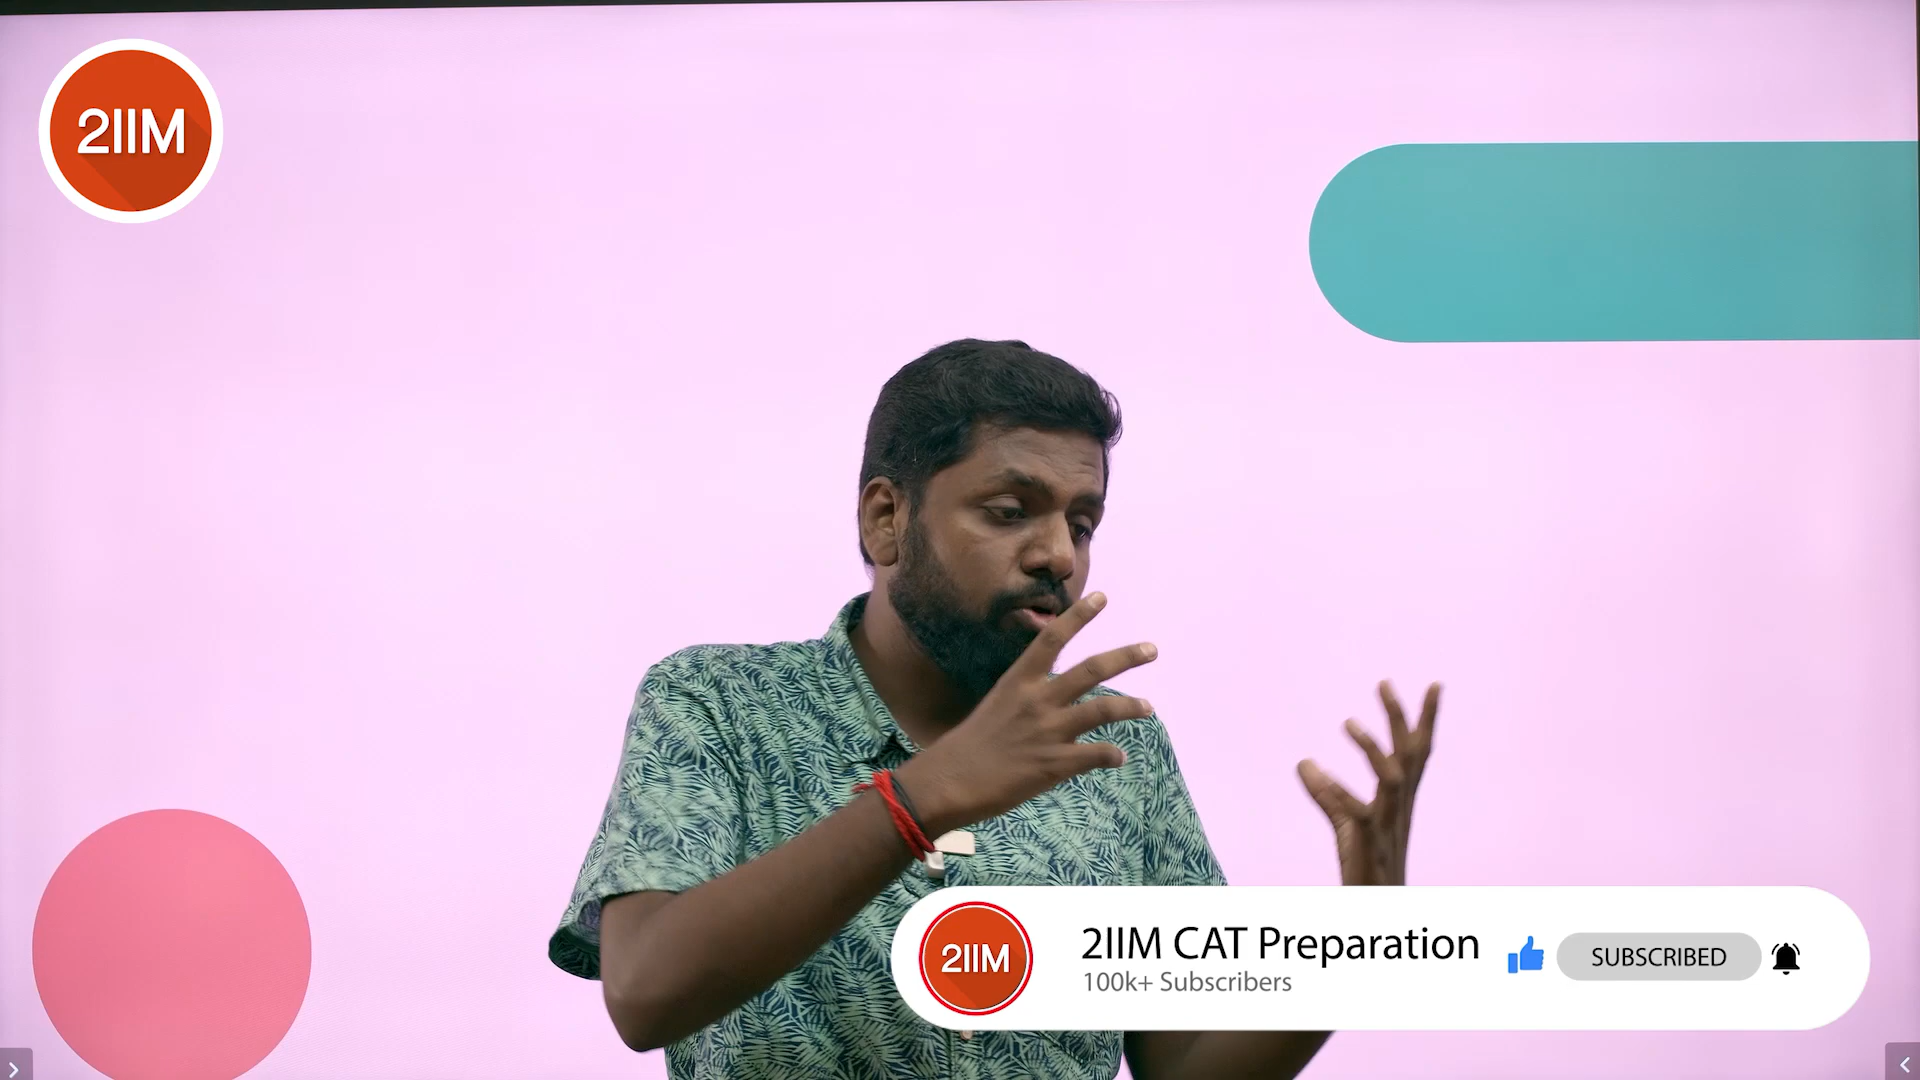 2IIM
2IIM
2IIM CAT Preparation
100k+ Subscribers
SUBSCRIBED